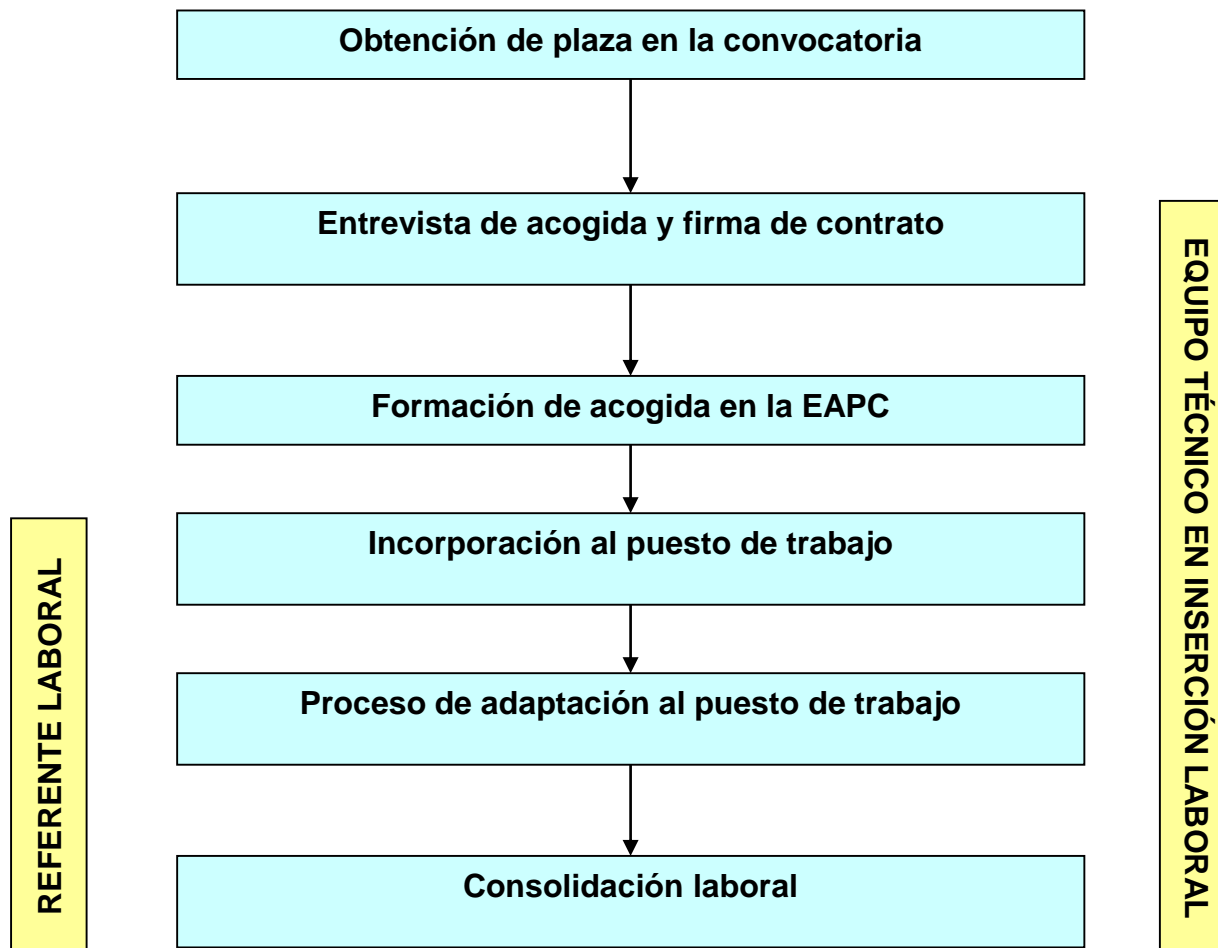 Obtención de plaza en la convocatoria
Entrevista de acogida y firma de contrato
Formación de acogida en la EAPC
Incorporación al puesto de trabajo
Proceso de adaptación al puesto de trabajo
Consolidación laboral
REFERENTE LABORAL
EQUIPO TÉCNICO EN INSERCIÓN LABORAL